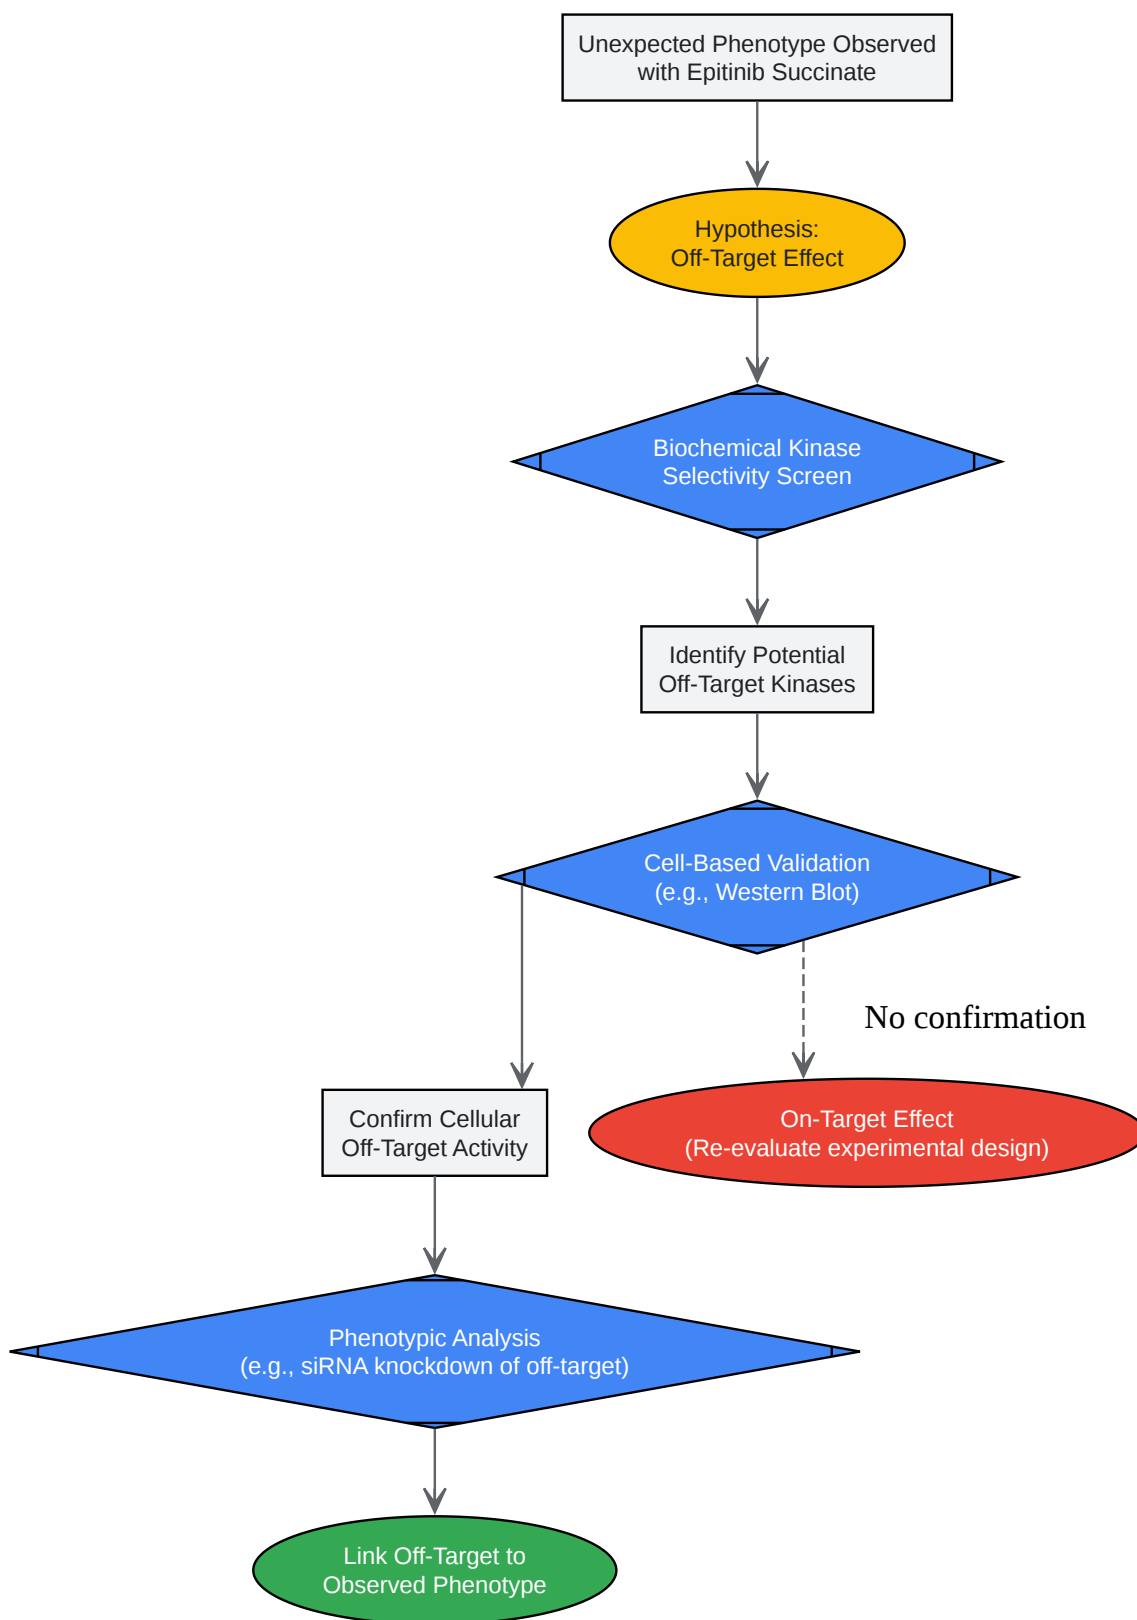 Unexpected Phenotype Observed
with Epitinib Succinate
Hypothesis:
Off-Target Effect
Biochemical Kinase
Selectivity Screen
Identify Potential
Off-Target Kinases
Cell-Based Validation
(e.g., Western Blot)
No confirmation
Confirm Cellular
Off-Target Activity
On-Target Effect
(Re-evaluate experimental design)
Phenotypic Analysis
(e.g., siRNA knockdown of off-target)
Link Off-Target to
Observed Phenotype